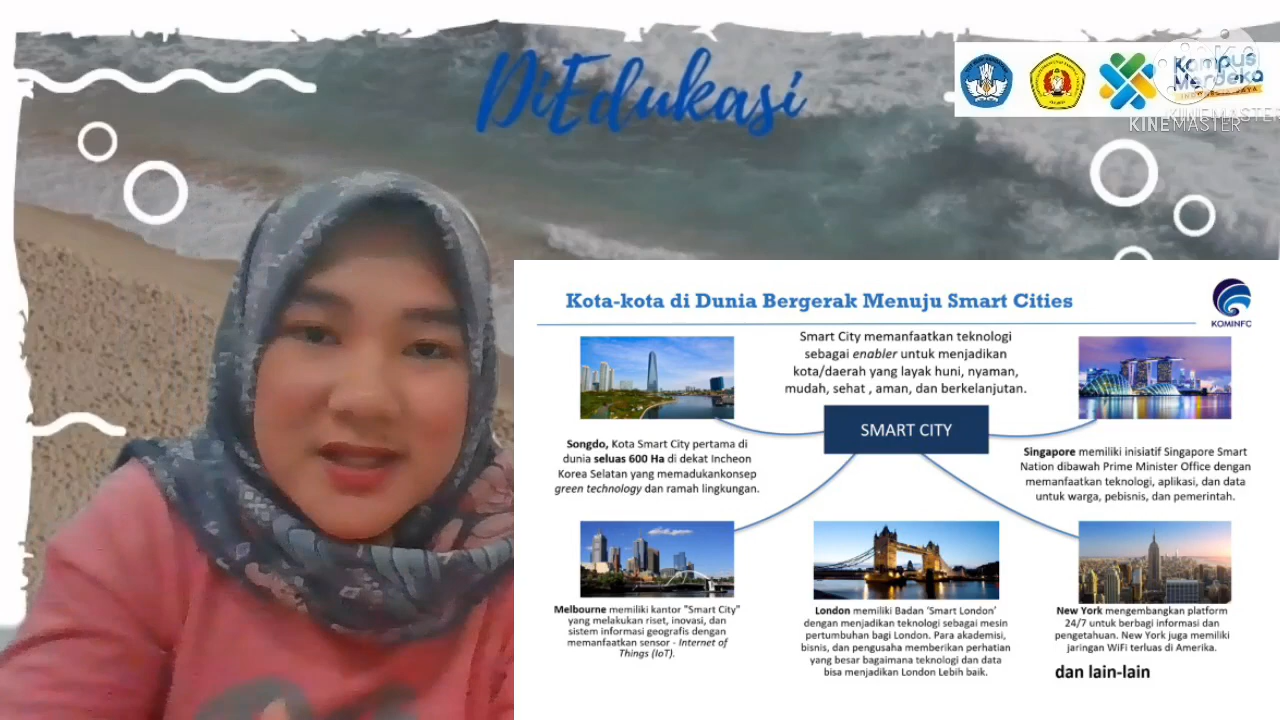 DiEdukasi
Kampus
Merdeka
INDONESIA JAYA
KINEMASTER
KINEMASTER
Kota-kota di Dunia Bergerak Menuju Smart Cities
KOMINFO
Smart City memanfaatkan teknologi
sebagai enabler untuk menjadikan
kota/daerah yang layak huni, nyaman,
mudah, sehat , aman, dan berkelanjutan.
SMART CITY
Songdo, Kota Smart City pertama di
dunia seluas 600 Ha di dekat Incheon
Korea Selatan yang memadukankonsep
green technology dan ramah lingkungan.
Singapore memiliki inisiatif Singapore Smart
Nation dibawah Prime Minister Office dengan
memanfaatkan teknologi, aplikasi, dan data
untuk warga, pebisnis, dan pemerintah.
Melbourne memiliki kantor "Smart City"
yang melakukan riset, inovasi, dan
sistem informasi geografis dengan
memanfaatkan sensor - Internet of
Things (IoT).
London memiliki Badan 'Smart London'
dengan menjadikan teknologi sebagai mesin
pertumbuhan bagi London. Para akademisi,
bisnis, dan pengusaha memberikan perhatian
yang besar bagaimana teknologi dan data
bisa menjadikan London Lebih baik.
New York mengembangkan platform
24/7 untuk berbagi informasi dan
pengetahuan. New York juga memiliki
jaringan WiFi terluas di Amerika.
dan lain-lain